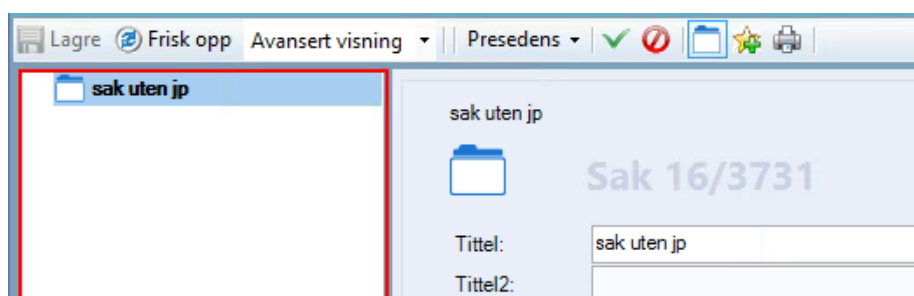 Lagre Frisk opp Avansert visning Presedens
sak uten jp
sak uten jp
Sak 16/3731
Tittel: sak uten jp
Tittel2: